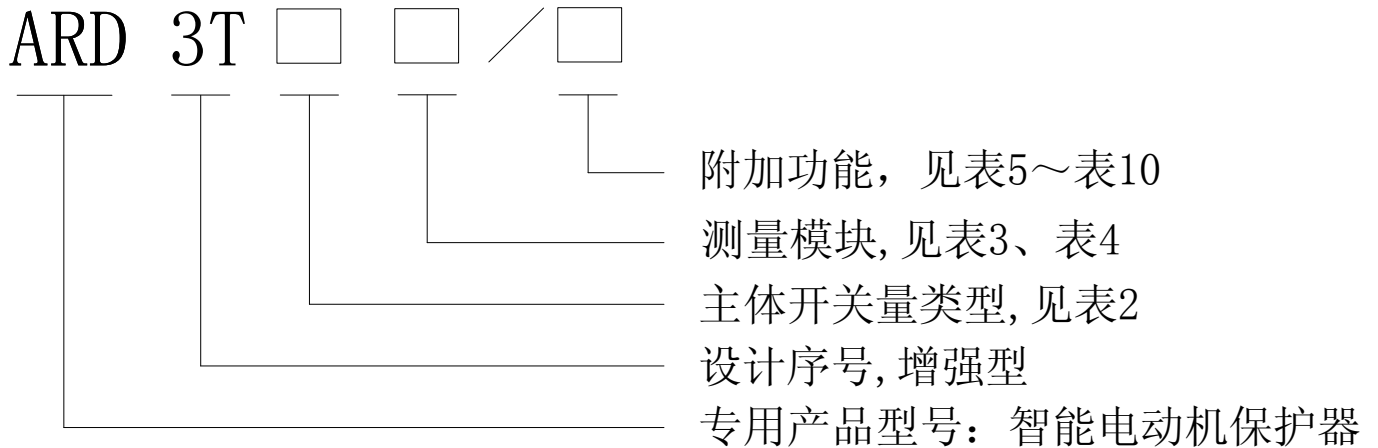 ARD 3T□ □／□
附加功能，见表5～表10
测量模块,见表3、表4
主体开关量类型,见表2
设计序号,增强型
专用产品型号：智能电动机保护器